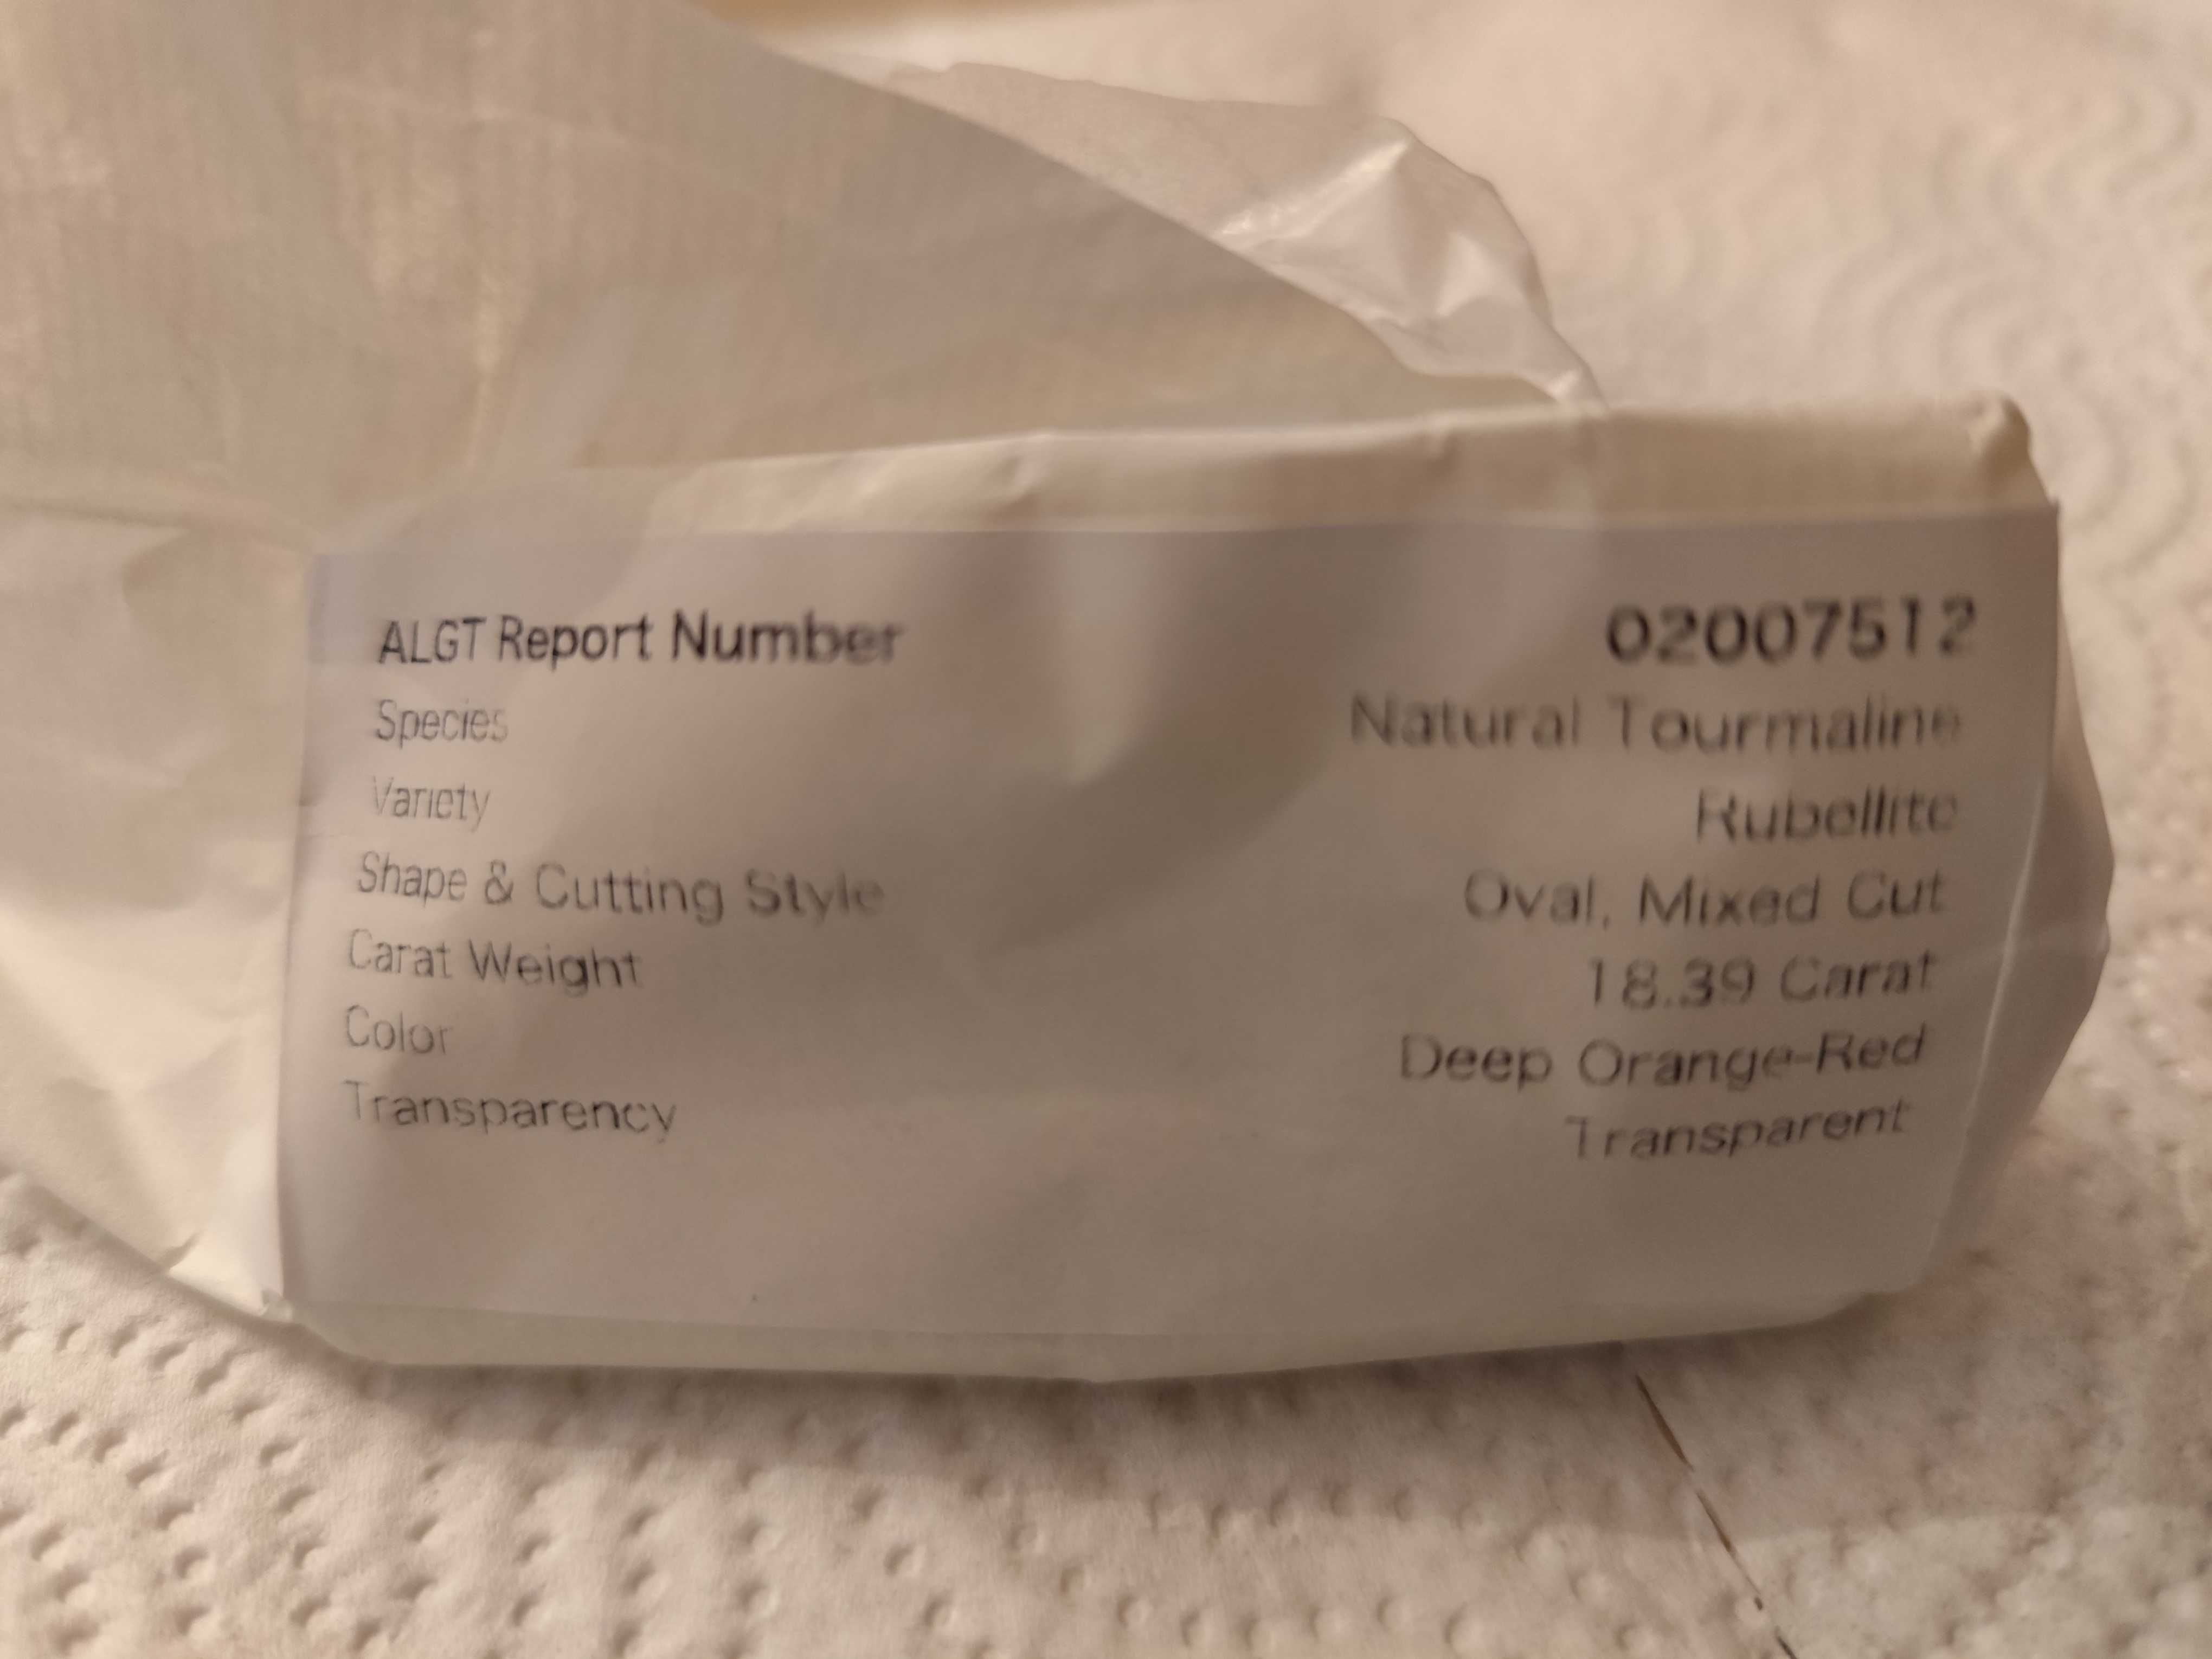 ALGT Report Number 02007512
Species Natural Tourmaline
Variety Rubellite
Shape & Cutting Style Oval, Mixed Cut
Carat Weight 18.39 Carat
Color Deep Orange-Red
Transparency Transparent